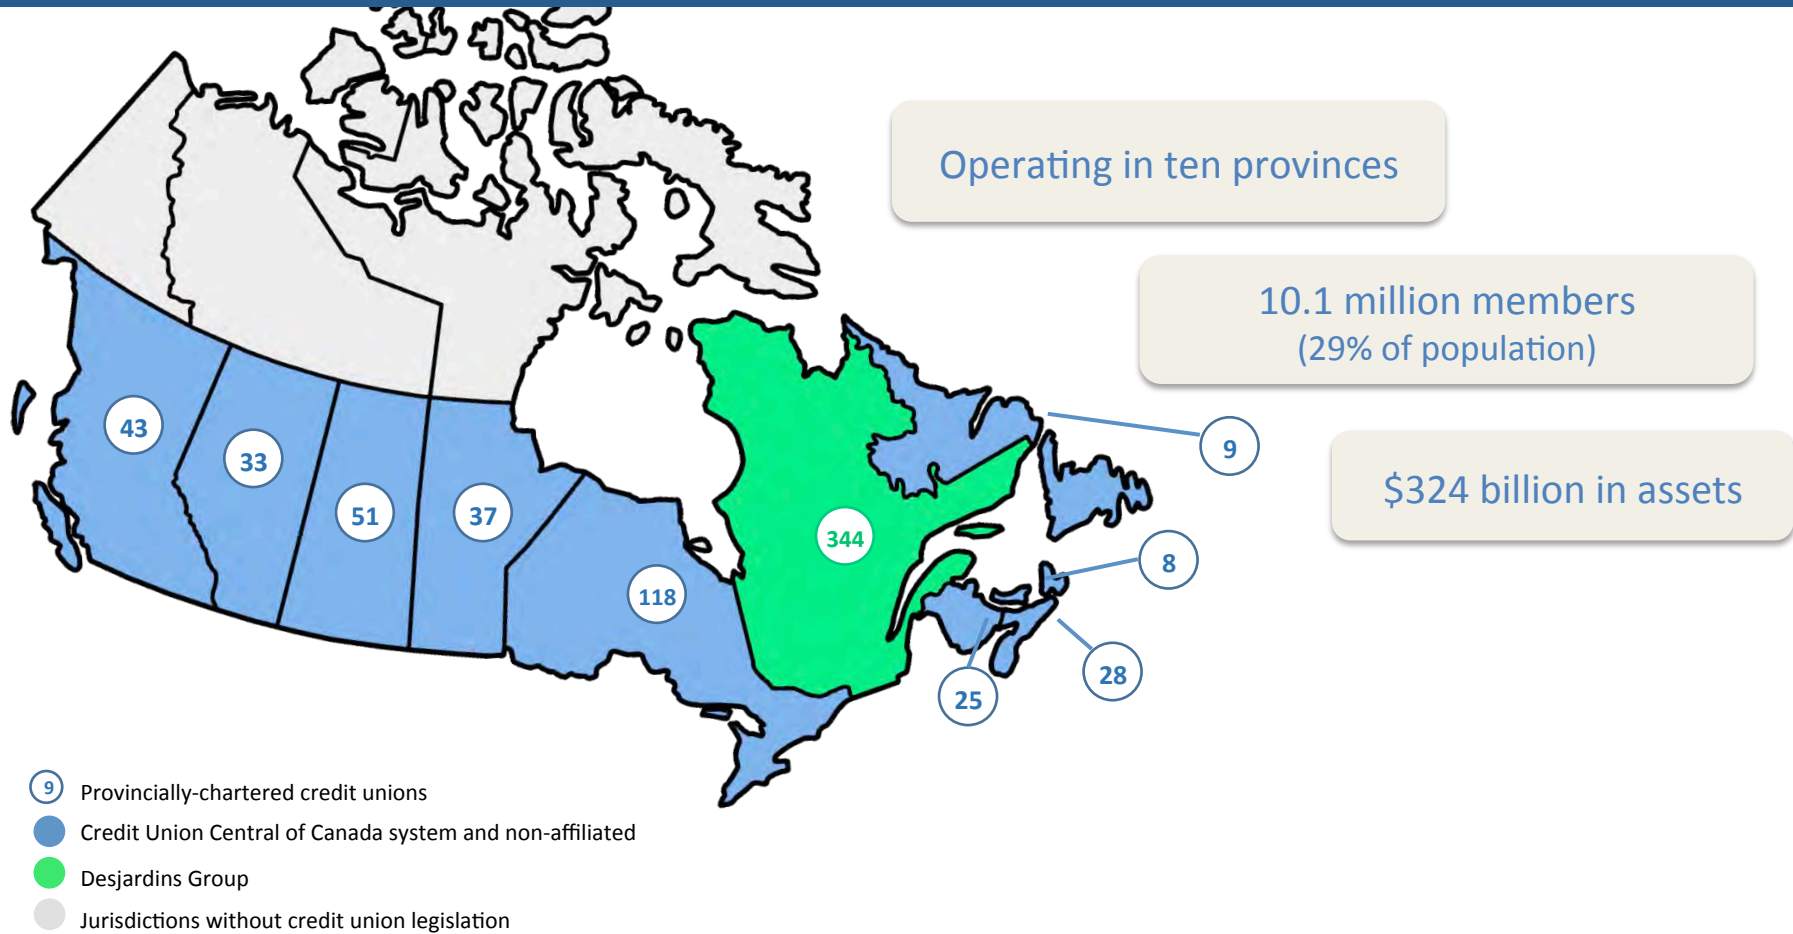 Operating in ten provinces
10.1 million members
(29% of population)
$324 billion in assets
43
33
51
37
118
344
9
8
28
25
9 Provincially-chartered credit unions
Credit Union Central of Canada system and non-affiliated
Desjardins Group
Jurisdictions without credit union legislation